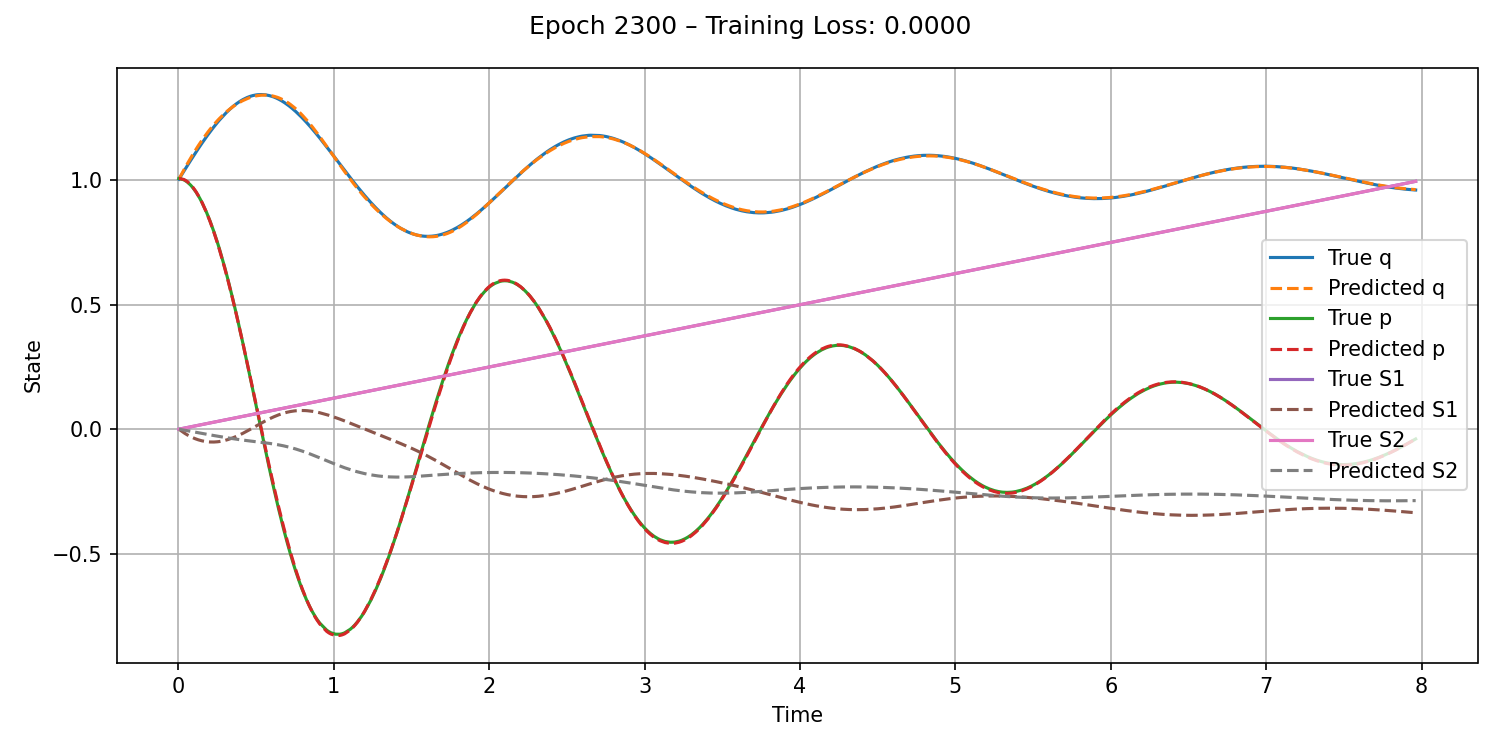 Epoch 2300 – Training Loss: 0.0000
1.0
0.5
0.0
−0.5
State
True q
Predicted q
True p
Predicted p
True S1
Predicted S1
True S2
Predicted S2
0 1 2 3 4 5 6 7 8
Time